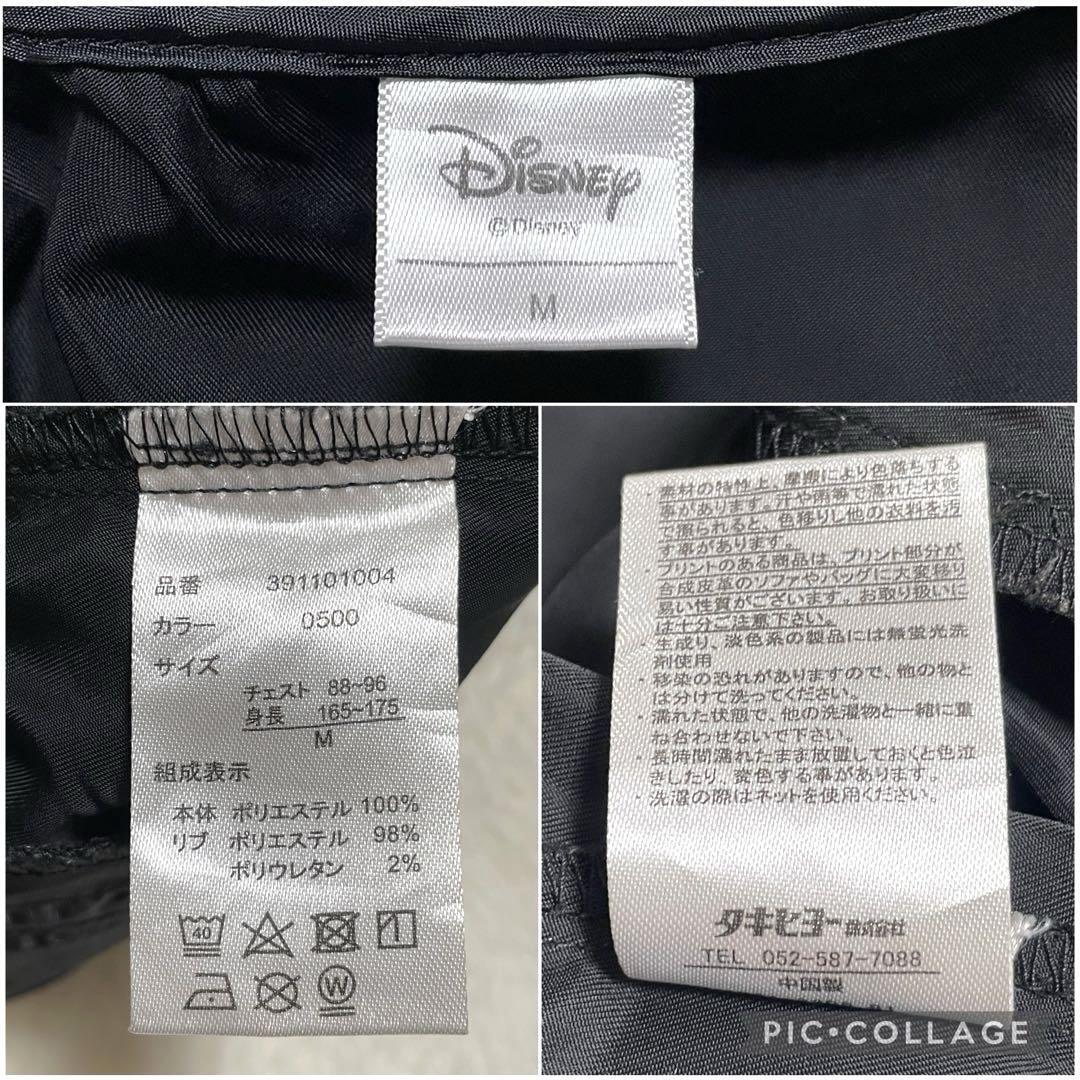 Disney
©Disney
M
品番 391101004
カラー 0500
サイズ
チェスト 88~96
身長 165~175
M
組成表示
本体 ポリエステル 100%
リブ ポリエステル 98%
ポリウレタン 2%
40
W
・素材の特性上、摩擦により色落ちする
事があります。汗や雨等で濡れた状態
で擦られると、色移りし他の衣料を汚
す事があります。
・プリントのある商品は、プリント部分が
合成皮革のソファやバッグに大変移り
易い性質がございます。お取り扱いに
は十分ご注意下さい。
・生成り、淡色系の製品には無蛍光洗
剤使用
・移染の恐れがありますので、他の物と
は分けて洗ってください。
・濡れた状態で、他の洗濯物と一緒に重
ね合わせないで下さい。
・長時間濡れたまま放置しておくと色泣
きしたり、変色する事があります。
・洗濯の際はネットを使用ください。
タキヒヨー株式会社
TEL 052-587-7088
中国製
PIC•COLLAGE